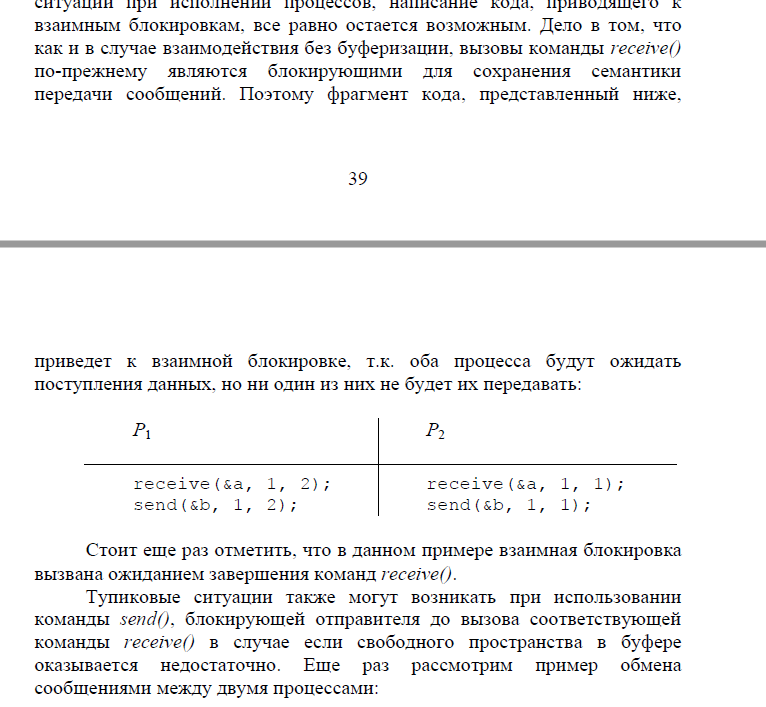 ситуаций при исполнении процессов, написание кода, приводящего к
взаимным блокировкам, все равно остается возможным. Дело в том, что
как и в случае взаимодействия без буферизации, вызовы команды receive()
по-прежнему являются блокирующими для сохранения семантики
передачи сообщений. Поэтому фрагмент кода, представленный ниже,
39
приведет к взаимной блокировке, т.к. оба процесса будут ожидать
поступления данных, но ни один из них не будет их передавать:
P1 P2
receive(&a, 1, 2); receive(&a, 1, 1);
send(&b, 1, 2); send(&b, 1, 1);
Стоит еще раз отметить, что в данном примере взаимная блокировка
вызвана ожиданием завершения команд receive().
Тупиковые ситуации также могут возникать при использовании
команды send(), блокирующей отправителя до вызова соответствующей
команды receive() в случае если свободного пространства в буфере
оказывается недостаточно. Еще раз рассмотрим пример обмена
сообщениями между двумя процессами: